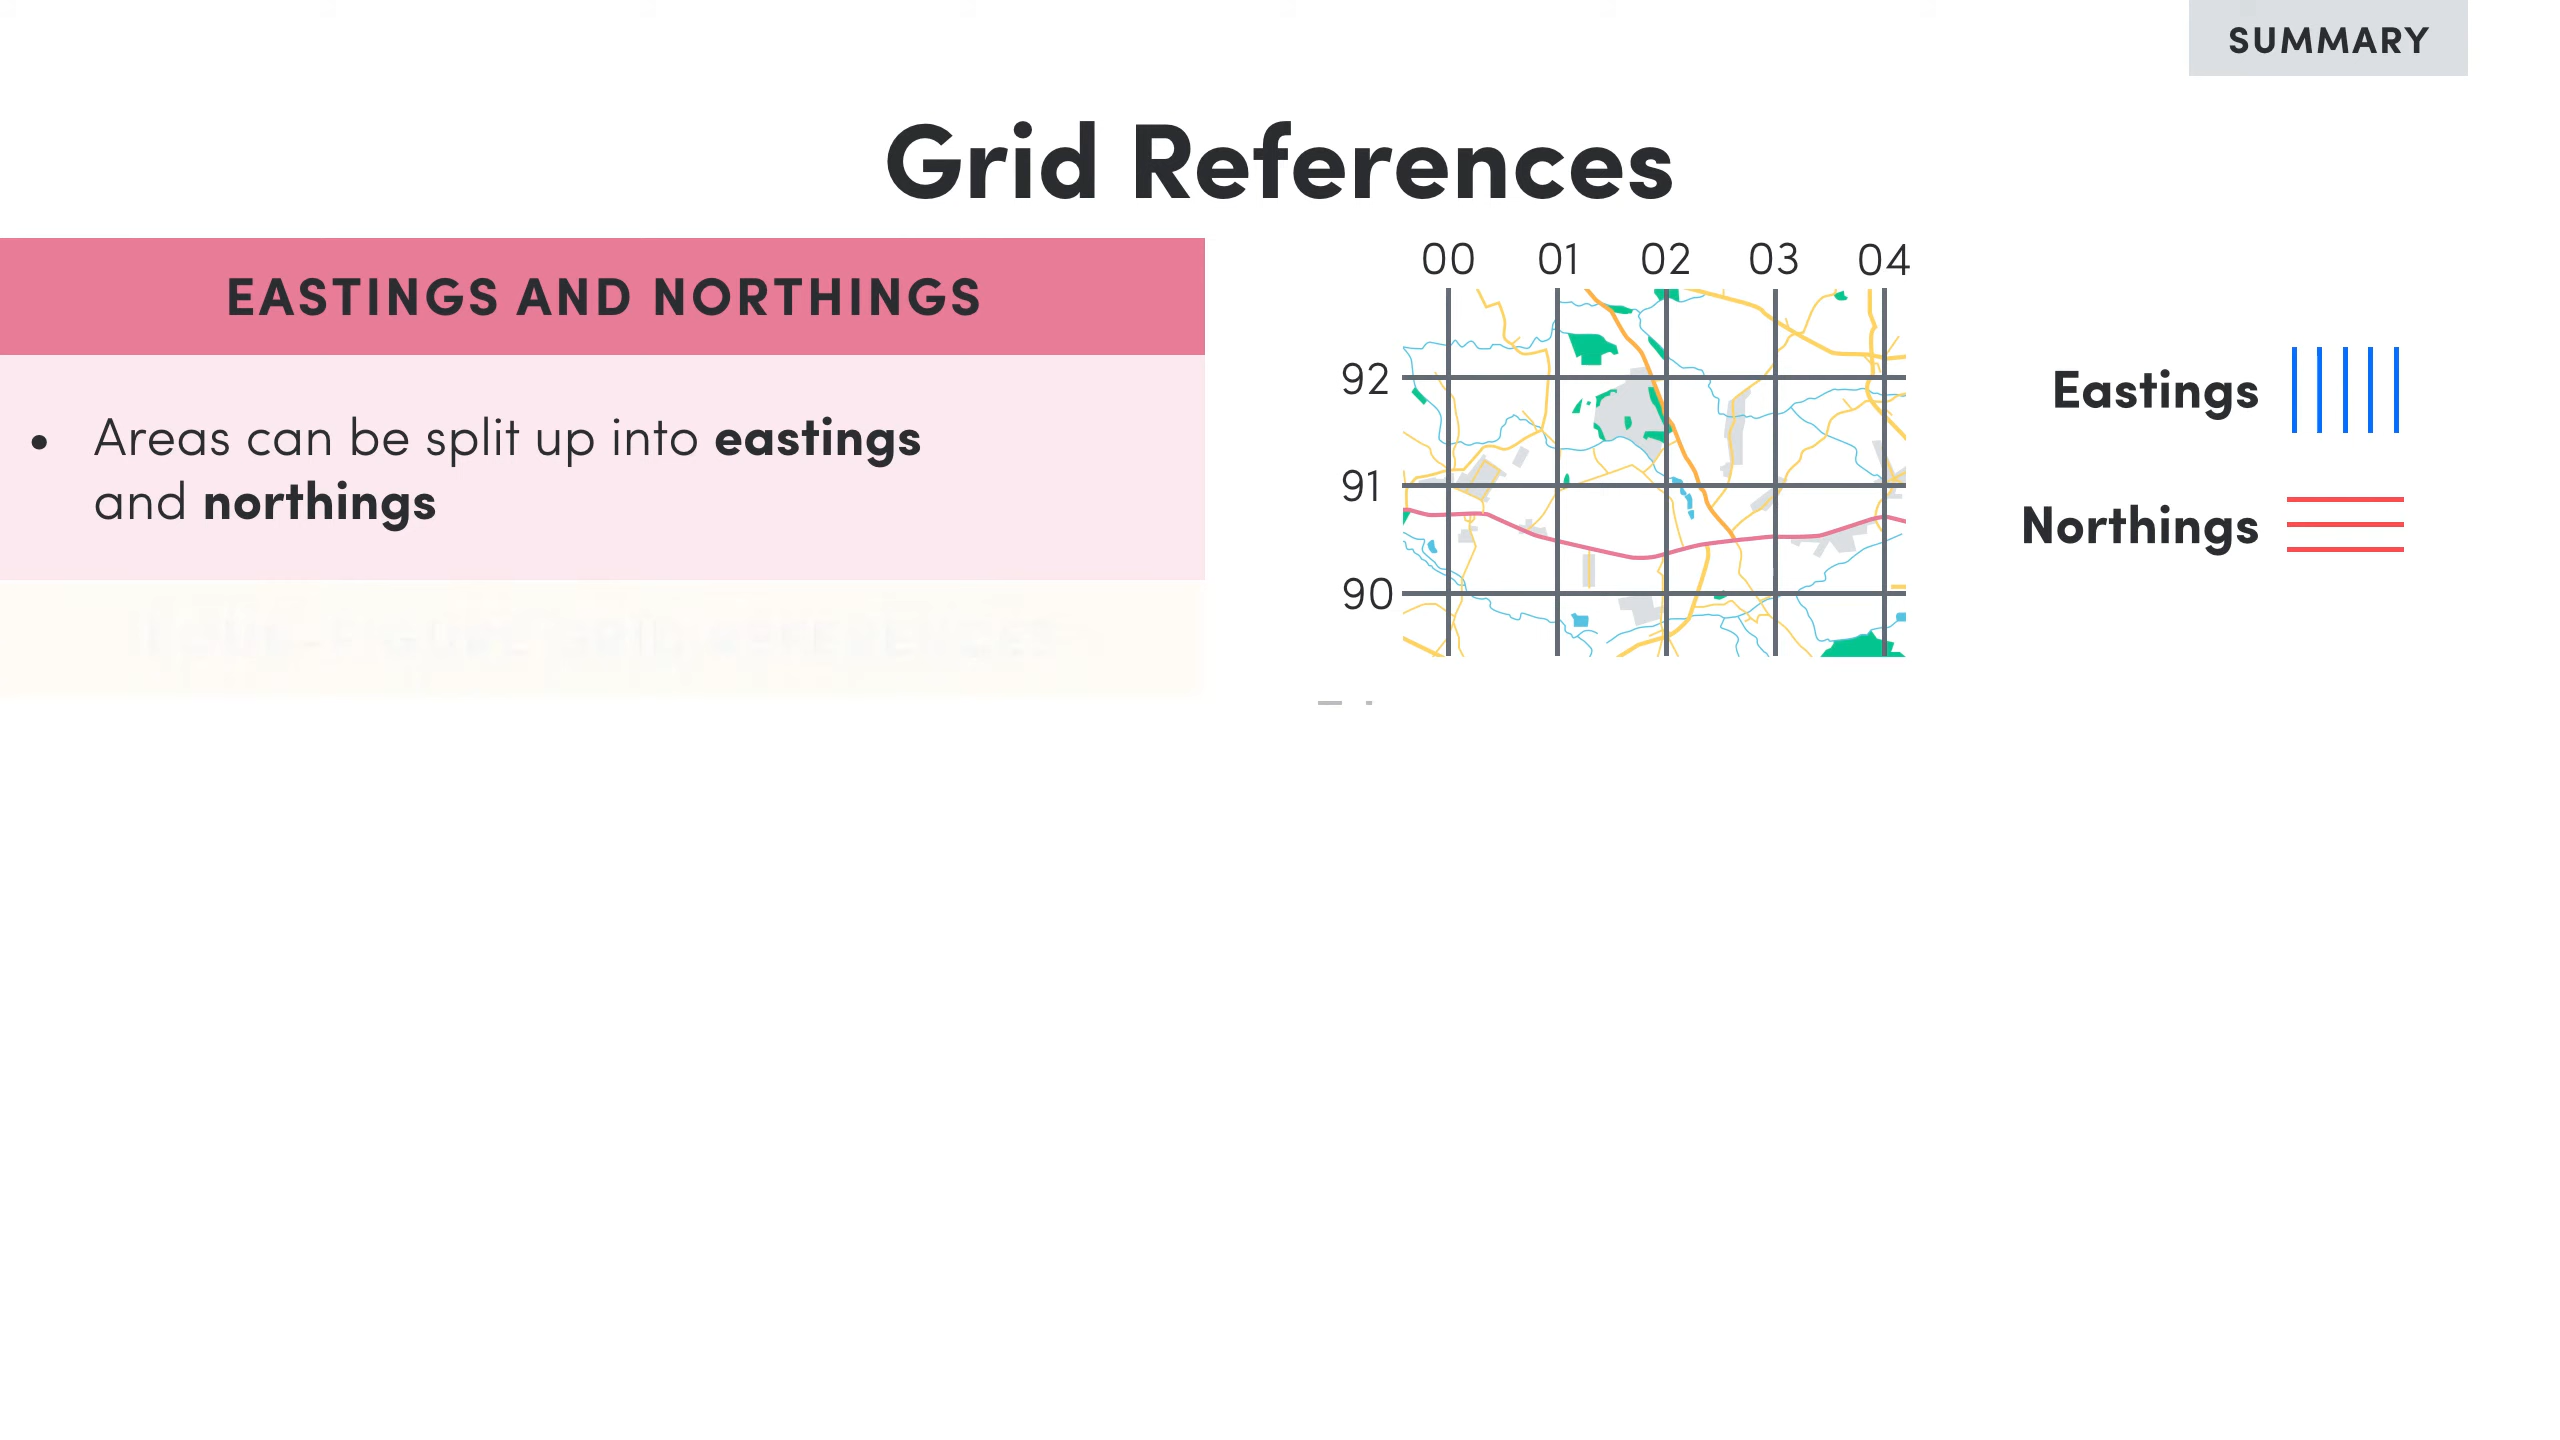 SUMMARY
Grid References
EASTINGS AND NORTHINGS
• Areas can be split up into eastings
and northings
00 01 02 03 04
92
91
90
Eastings
Northings